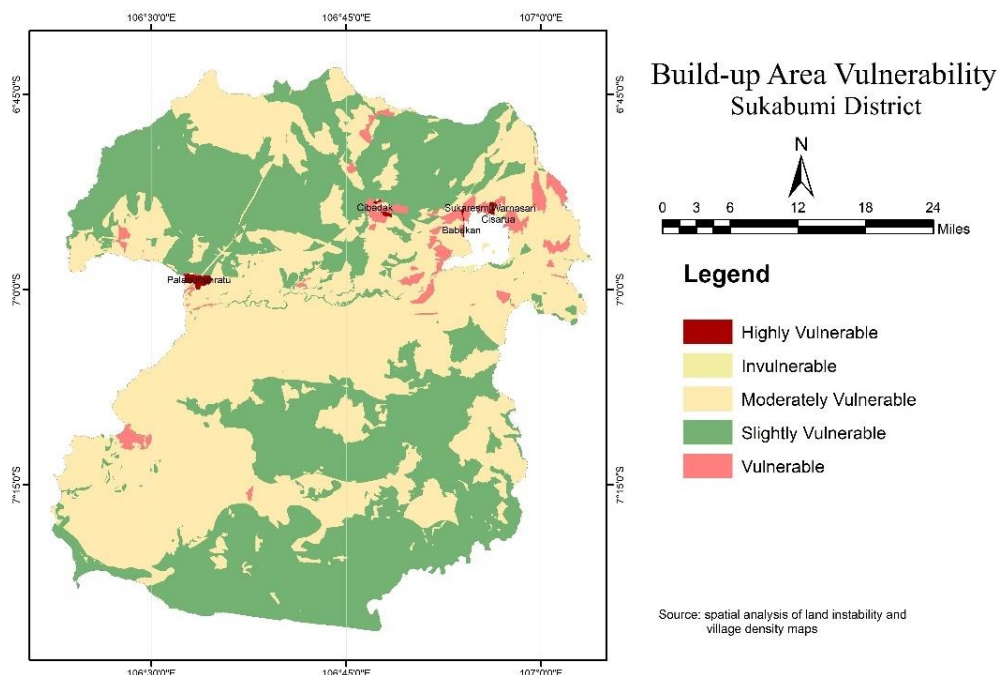 106°30'0"E 106°45'0"E 107°0'0"E
6°45'0"S 6°45'0"S
Cibadak
Sukaresmi Warnasari
Cisarua
Babakan
7°0'0"S 7°0'0"S
7°15'0"S 7°15'0"S
106°30'0"E 106°45'0"E 107°0'0"E
Build-up Area Vulnerability
Sukabumi District
N
0 3 6 12 18 24
Miles
Legend
Highly Vulnerable
Invulnerable
Moderately Vulnerable
Slightly Vulnerable
Vulnerable
Source: spatial analysis of land instability and
village density maps